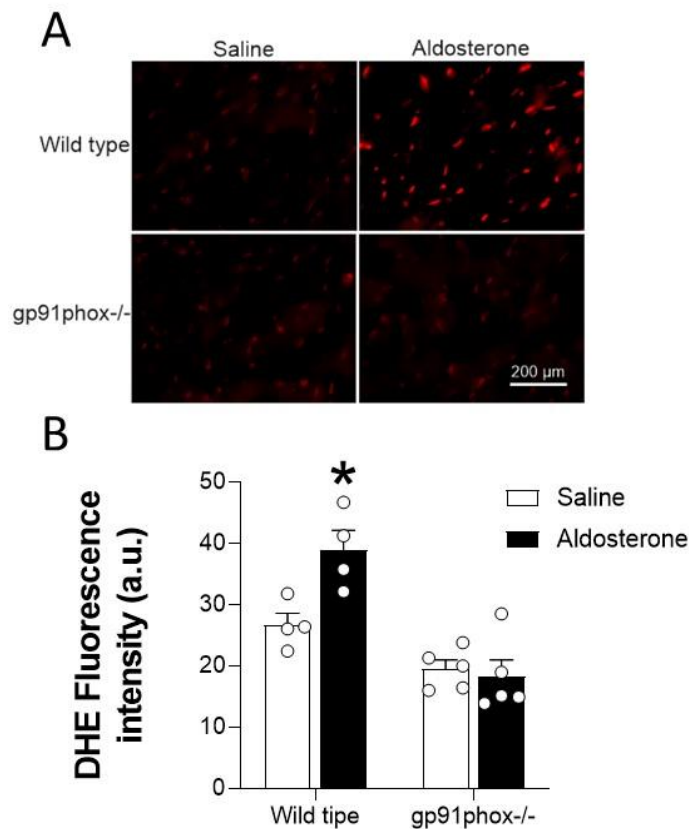 A
Saline Aldosterone
Wild type
gp91phox-/-
200 µm
B
DHE Fluorescence
intensity (a.u.)
50
40
30
20
10
0
*
Saline
Aldosterone
Wild tipe gp91phox-/-